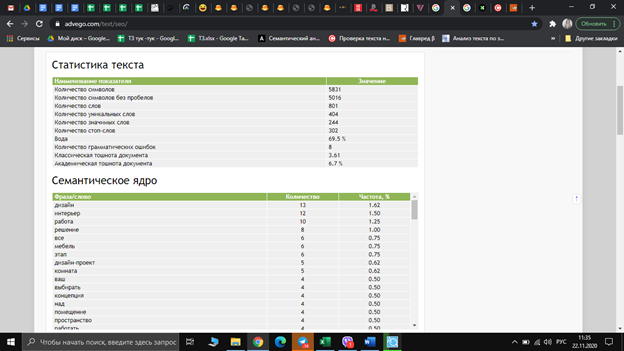 advego.com/text/seo/
Обновить
Сервисы
Мой диск – Google...
ТЗ тук -тук – Googl...
ТЗ.xlsx – Google Та...
Семантический ан...
Проверка текста н...
Главред β
Анализ текста по з...
Другие закладки
Статистика текста
Наименование показателя Значение
Количество символов 5831
Количество символов без пробелов 5016
Количество слов 801
Количество уникальных слов 404
Количество значимых слов 244
Количество стоп-слов 302
Вода 69.5 %
Количество грамматических ошибок 8
Классическая тошнота документа 3.61
Академическая тошнота документа 6.7 %
Семантическое ядро
Фраза/слово Количество Частота, %
дизайн 13 1.62
интерьер 12 1.50
работа 10 1.25
решение 8 1.00
все 6 0.75
мебель 6 0.75
этап 6 0.75
дизайн-проект 5 0.62
комната 5 0.62
ваш 4 0.50
выбирать 4 0.50
концепция 4 0.50
над 4 0.50
помещение 4 0.50
пространство 4 0.50
работать 4 0.50
Чтобы начать поиск, введите здесь запрос
РУС
11:35
22.11.2020